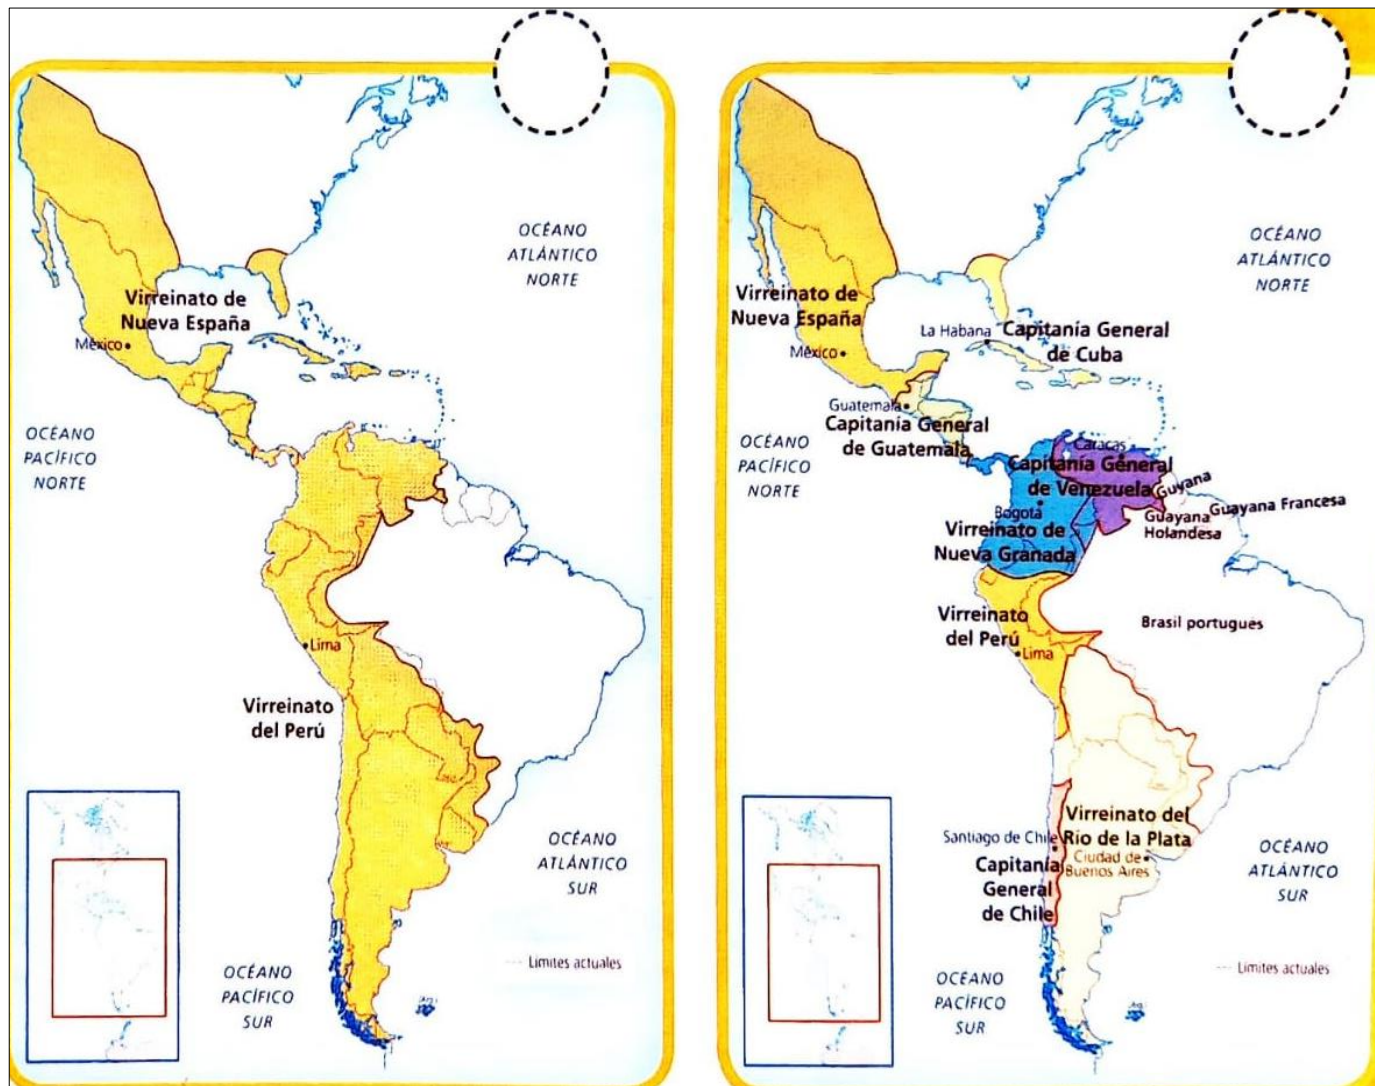 OCÉANO
ATLÁNTICO
NORTE
Virreinato de
Nueva España
México
OCÉANO
PACÍFICO
NORTE
Lima
Virreinato
del Perú
OCÉANO
ATLÁNTICO
SUR
Límites actuales
OCÉANO
PACÍFICO
SUR
OCÉANO
ATLÁNTICO
NORTE
Virreinato de
Nueva España
México
La Habana
Capitanía General
de Cuba
Guatemala
Capitanía General
de Guatemala
OCÉANO
PACÍFICO
NORTE
Caracas
Capitanía General
de Venezuela
Guyana
Guayana Francesa
Guayana
Holandesa
Bogotá
Virreinato de
Nueva Granada
Virreinato
del Perú
Lima
Brasil portugués
Virreinato del
Río de la Plata
Santiago de Chile
Ciudad de
Buenos Aires
Capitanía
General
de Chile
OCÉANO
ATLÁNTICO
SUR
Límites actuales
OCÉANO
PACÍFICO
SUR